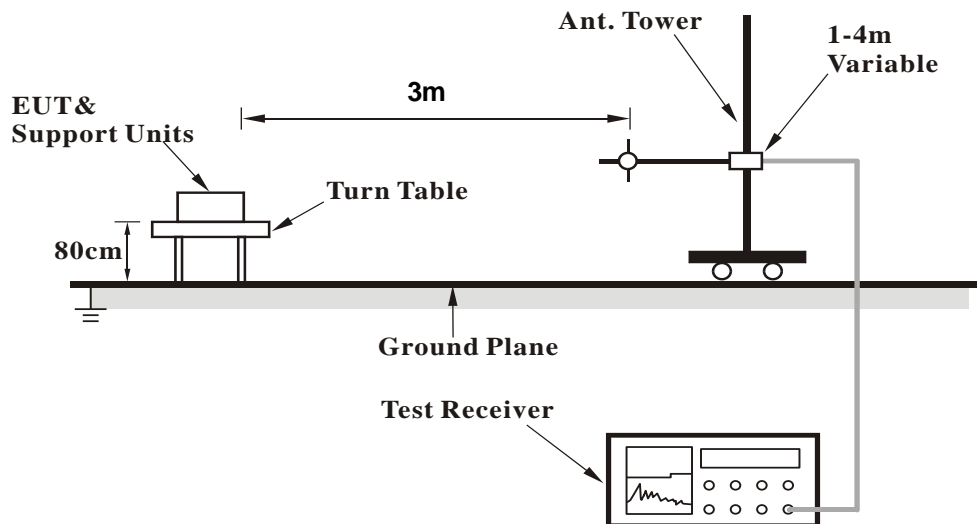 Ant. Tower
1-4m
Variable
3m
EUT&
Support Units
Turn Table
80cm
Ground Plane
Test Receiver